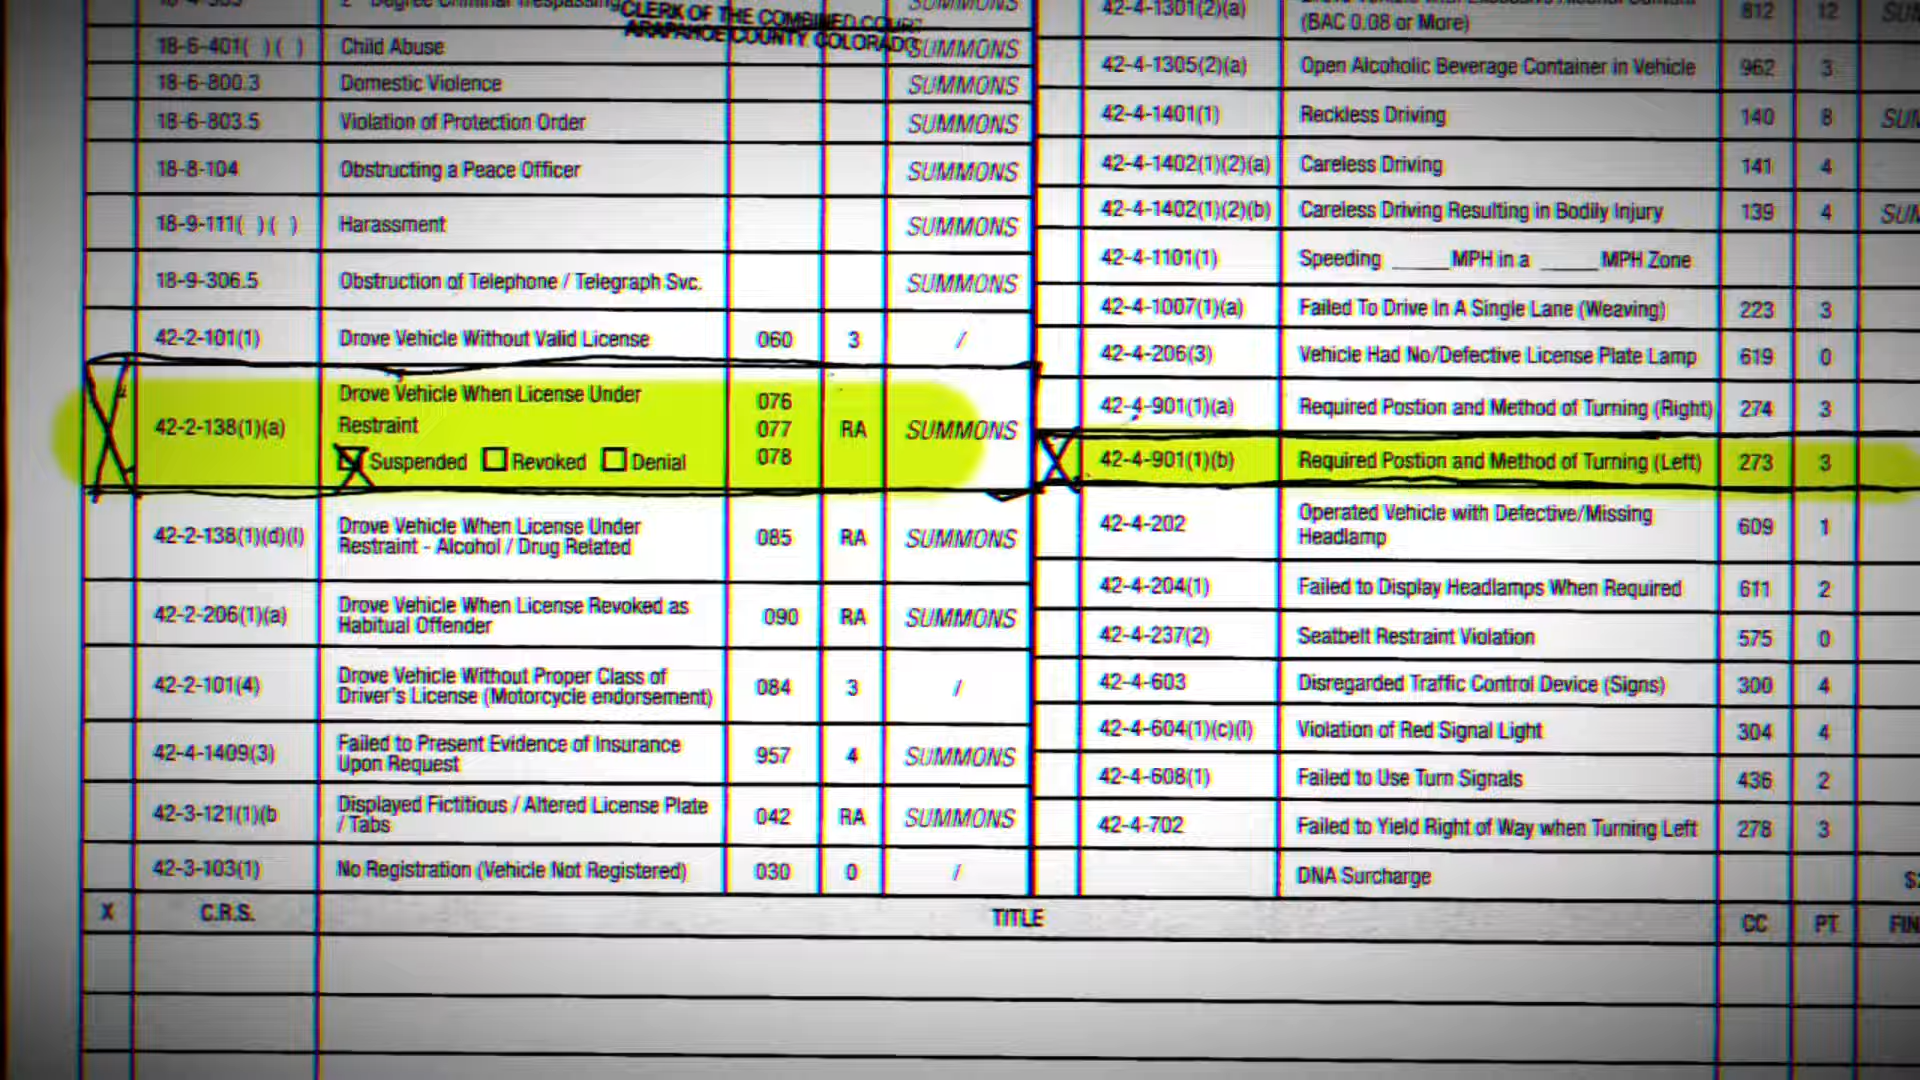 CLERK OF THE COMBINED COURT
ARAPAHOE COUNTY, COLORADO
18-6-401( )( ) Child Abuse SUMMONS
18-6-800.3 Domestic Violence SUMMONS
18-6-803.5 Violation of Protection Order SUMMONS
18-8-104 Obstructing a Peace Officer SUMMONS
18-9-111( )( ) Harassment SUMMONS
18-9-306.5 Obstruction of Telephone / Telegraph Svc. SUMMONS
42-2-101(1) Drove Vehicle Without Valid License 060 3 /
X 42-2-138(1)(a) Drove Vehicle When License Under
Restraint
X Suspended Revoked Denial
076
077
078
RA SUMMONS
42-2-138(1)(d)(I) Drove Vehicle When License Under
Restraint - Alcohol / Drug Related 085 RA SUMMONS
42-2-206(1)(a) Drove Vehicle When License Revoked as
Habitual Offender 090 RA SUMMONS
42-2-101(4) Drove Vehicle Without Proper Class of
Driver's License (Motorcycle endorsement) 084 3 /
42-4-1409(3) Failed to Present Evidence of Insurance
Upon Request 957 4 SUMMONS
42-3-121(1)(b Displayed Fictitious / Altered License Plate
/ Tabs 042 RA SUMMONS
42-3-103(1) No Registration (Vehicle Not Registered) 030 0 /
42-4-1301(2)(a) 812 12
(BAC 0.08 or More)
42-4-1305(2)(a) Open Alcoholic Beverage Container in Vehicle 962 3
42-4-1401(1) Reckless Driving 140 8 SUM
42-4-1402(1)(2)(a) Careless Driving 141 4
42-4-1402(1)(2)(b) Careless Driving Resulting in Bodily Injury 139 4 SUM
42-4-1101(1) Speeding _____ MPH in a _____ MPH Zone
42-4-1007(1)(a) Failed To Drive In A Single Lane (Weaving) 223 3
42-4-206(3) Vehicle Had No/Defective License Plate Lamp 619 0
42-4-901(1)(a) Required Postion and Method of Turning (Right) 274 3
X 42-4-901(1)(b) Required Postion and Method of Turning (Left) 273 3
42-4-202 Operated Vehicle with Defective/Missing
Headlamp 609 1
42-4-204(1) Failed to Display Headlamps When Required 611 2
42-4-237(2) Seatbelt Restraint Violation 575 0
42-4-603 Disregarded Traffic Control Device (Signs) 300 4
42-4-604(1)(c)(I) Violation of Red Signal Light 304 4
42-4-608(1) Failed to Use Turn Signals 436 2
42-4-702 Failed to Yield Right of Way when Turning Left 278 3
DNA Surcharge
X C.R.S. TITLE CC PT FIN